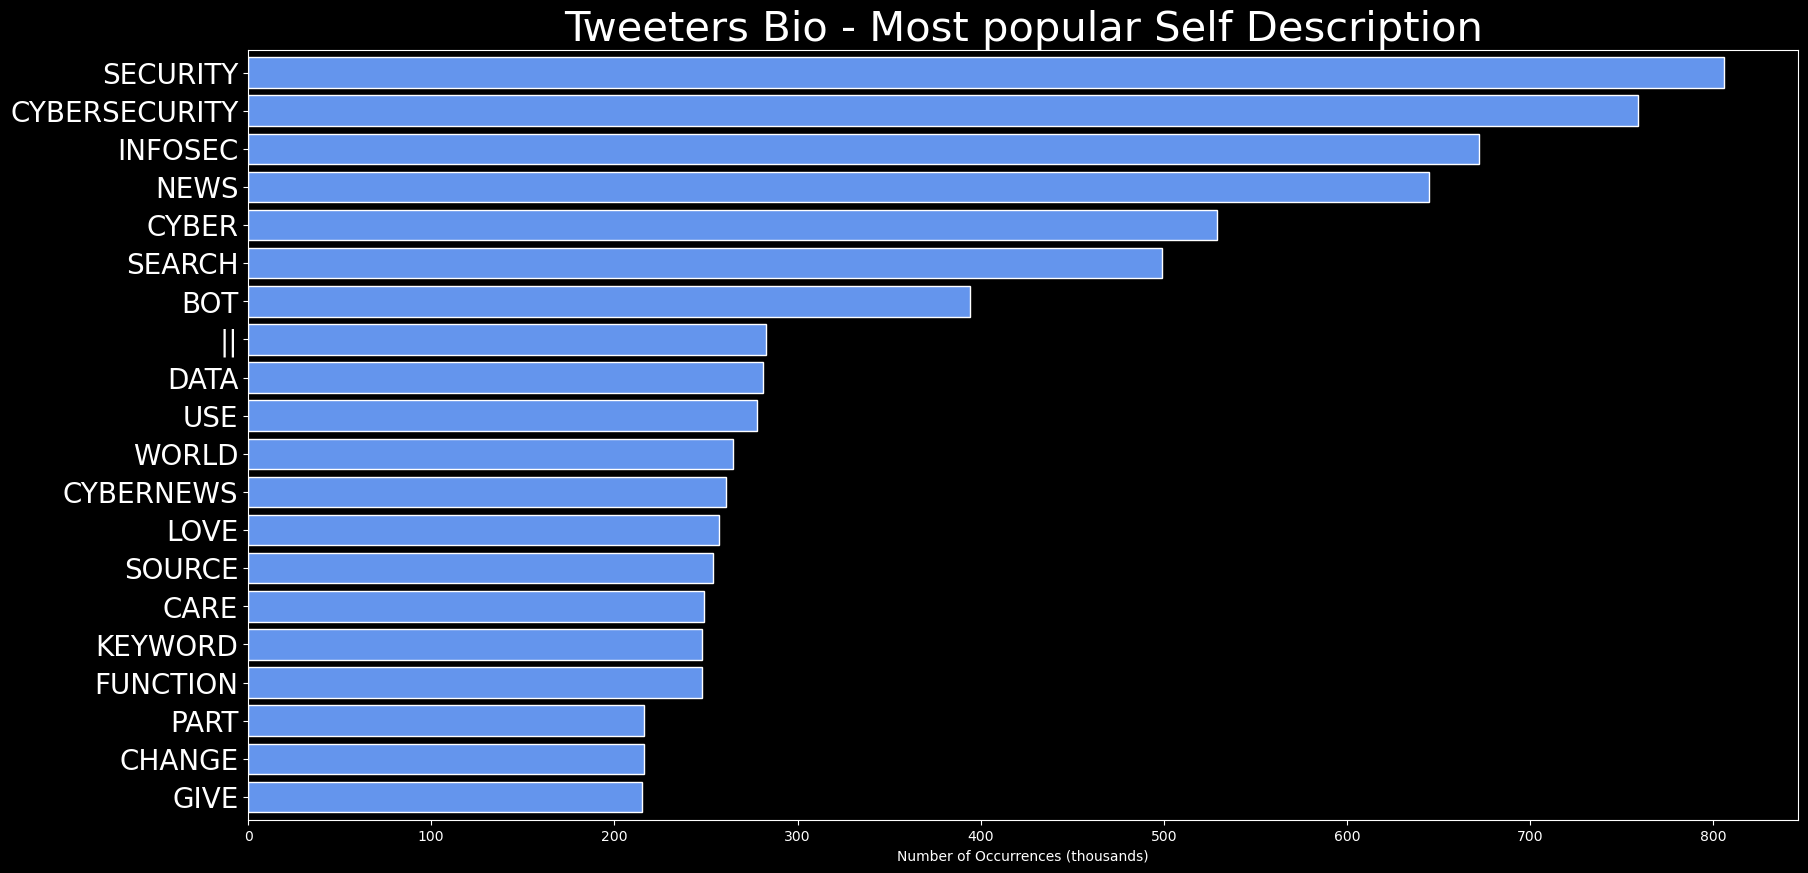 Tweeters Bio - Most popular Self Description
SECURITY
CYBERSECURITY
INFOSEC
NEWS
CYBER
SEARCH
BOT
||
DATA
USE
WORLD
CYBERNEWS
LOVE
SOURCE
CARE
KEYWORD
FUNCTION
PART
CHANGE
GIVE
0 100 200 300 400 500 600 700 800
Number of Occurrences (thousands)